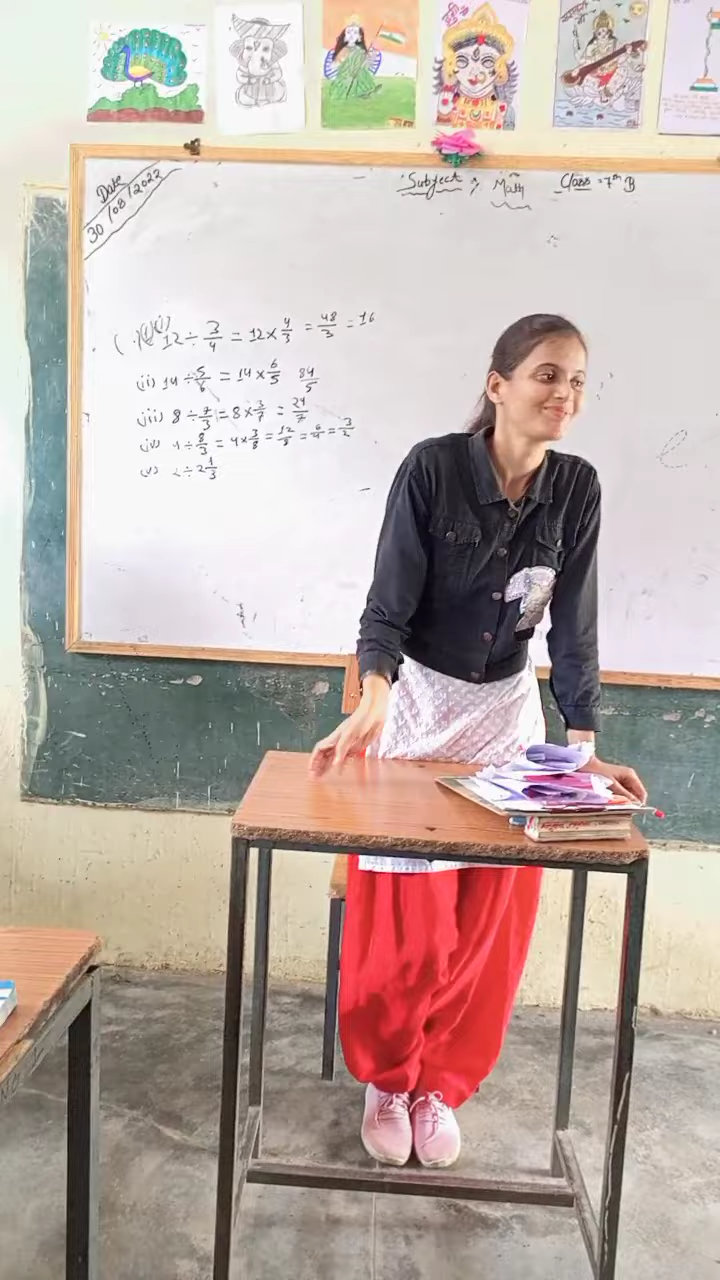 Date
30/08/2022
Subject : Math Class - 7th B
(i) 12 ÷ 3/4 = 12 × 4/3 = 48/3 = 16
(ii) 14 ÷ 5/6 = 14 × 6/5 84/5
(iii) 8 ÷ 7/3 = 8 × 3/7 = 24/7
(iv) 4 ÷ 8/3 = 4 × 3/8 = 12/8 = 6/4 = 3/2
(v) ÷ 2 1/3